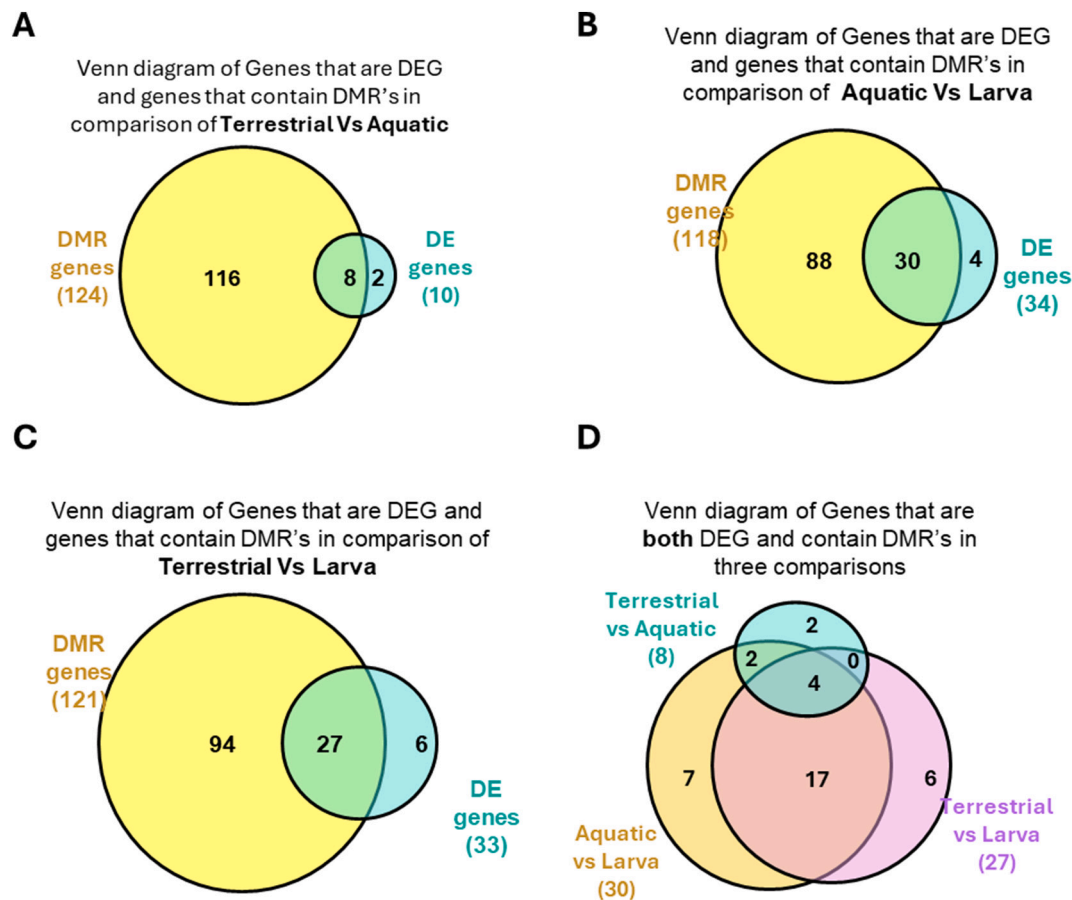 A
Venn diagram of Genes that are DEG
and genes that contain DMR's in
comparison of Terrestrial Vs Aquatic
DMR
genes
(124)
116
8
2
DE
genes
(10)
B
Venn diagram of Genes that are DEG
and genes that contain DMR's in
comparison of Aquatic Vs Larva
DMR
genes
(118)
88
30
4
DE
genes
(34)
C
Venn diagram of Genes that are DEG and
genes that contain DMR's in comparison of
Terrestrial Vs Larva
DMR
genes
(121)
94
27
6
DE
genes
(33)
D
Venn diagram of Genes that are
both DEG and contain DMR's in
three comparisons
Terrestrial
vs Aquatic
(8)
2
2
0
4
7
17
6
Aquatic
vs Larva
(30)
Terrestrial
vs Larva
(27)